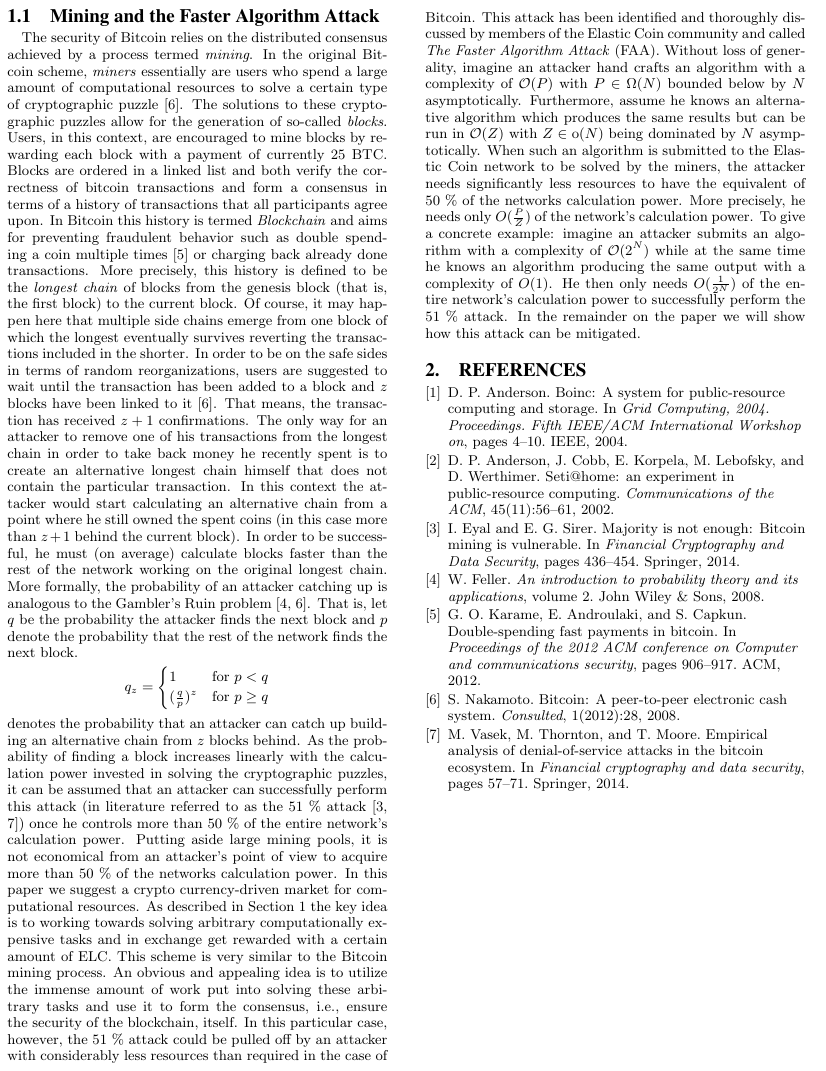 1.1 Mining and the Faster Algorithm Attack
The security of Bitcoin relies on the distributed consensus
achieved by a process termed mining. In the original Bit-
coin scheme, miners essentially are users who spend a large
amount of computational resources to solve a certain type
of cryptographic puzzle [6]. The solutions to these crypto-
graphic puzzles allow for the generation of so-called blocks.
Users, in this context, are encouraged to mine blocks by re-
warding each block with a payment of currently 25 BTC.
Blocks are ordered in a linked list and both verify the cor-
rectness of bitcoin transactions and form a consensus in
terms of a history of transactions that all participants agree
upon. In Bitcoin this history is termed Blockchain and aims
for preventing fraudulent behavior such as double spend-
ing a coin multiple times [5] or charging back already done
transactions. More precisely, this history is defined to be
the longest chain of blocks from the genesis block (that is,
the first block) to the current block. Of course, it may hap-
pen here that multiple side chains emerge from one block of
which the longest eventually survives reverting the transac-
tions included in the shorter. In order to be on the safe sides
in terms of random reorganizations, users are suggested to
wait until the transaction has been added to a block and z
blocks have been linked to it [6]. That means, the transac-
tion has received z + 1 confirmations. The only way for an
attacker to remove one of his transactions from the longest
chain in order to take back money he recently spent is to
create an alternative longest chain himself that does not
contain the particular transaction. In this context the at-
tacker would start calculating an alternative chain from a
point where he still owned the spent coins (in this case more
than z + 1 behind the current block). In order to be success-
ful, he must (on average) calculate blocks faster than the
rest of the network working on the original longest chain.
More formally, the probability of an attacker catching up is
analogous to the Gambler's Ruin problem [4, 6]. That is, let
q be the probability the attacker finds the next block and p
denote the probability that the rest of the network finds the
next block.
q_z = { 1 for p < q
(q/p)^z for p ≥ q
denotes the probability that an attacker can catch up build-
ing an alternative chain from z blocks behind. As the prob-
ability of finding a block increases linearly with the calcu-
lation power invested in solving the cryptographic puzzles,
it can be assumed that an attacker can successfully perform
this attack (in literature referred to as the 51 % attack [3,
7]) once he controls more than 50 % of the entire network's
calculation power. Putting aside large mining pools, it is
not economical from an attacker's point of view to acquire
more than 50 % of the networks calculation power. In this
paper we suggest a crypto currency-driven market for com-
putational resources. As described in Section 1 the key idea
is to working towards solving arbitrary computationally ex-
pensive tasks and in exchange get rewarded with a certain
amount of ELC. This scheme is very similar to the Bitcoin
mining process. An obvious and appealing idea is to utilize
the immense amount of work put into solving these arbi-
trary tasks and use it to form the consensus, i.e., ensure
the security of the blockchain, itself. In this particular case,
however, the 51 % attack could be pulled off by an attacker
with considerably less resources than required in the case of
Bitcoin. This attack has been identified and thoroughly dis-
cussed by members of the Elastic Coin community and called
The Faster Algorithm Attack (FAA). Without loss of gener-
ality, imagine an attacker hand crafts an algorithm with a
complexity of O(P) with P ∈ Ω(N) bounded below by N
asymptotically. Furthermore, assume he knows an alterna-
tive algorithm which produces the same results but can be
run in O(Z) with Z ∈ o(N) being dominated by N asymp-
totically. When such an algorithm is submitted to the Elas-
tic Coin network to be solved by the miners, the attacker
needs significantly less resources to have the equivalent of
50 % of the networks calculation power. More precisely, he
needs only O(P/Z) of the network's calculation power. To give
a concrete example: imagine an attacker submits an algo-
rithm with a complexity of O(2^N) while at the same time
he knows an algorithm producing the same output with a
complexity of O(1). He then only needs O(1/2^N) of the en-
tire network's calculation power to successfully perform the
51 % attack. In the remainder on the paper we will show
how this attack can be mitigated.
2. REFERENCES
[1] D. P. Anderson. Boinc: A system for public-resource
computing and storage. In Grid Computing, 2004.
Proceedings. Fifth IEEE/ACM International Workshop
on, pages 4–10. IEEE, 2004.
[2] D. P. Anderson, J. Cobb, E. Korpela, M. Lebofsky, and
D. Werthimer. Seti@home: an experiment in
public-resource computing. Communications of the
ACM, 45(11):56–61, 2002.
[3] I. Eyal and E. G. Sirer. Majority is not enough: Bitcoin
mining is vulnerable. In Financial Cryptography and
Data Security, pages 436–454. Springer, 2014.
[4] W. Feller. An introduction to probability theory and its
applications, volume 2. John Wiley & Sons, 2008.
[5] G. O. Karame, E. Androulaki, and S. Capkun.
Double-spending fast payments in bitcoin. In
Proceedings of the 2012 ACM conference on Computer
and communications security, pages 906–917. ACM,
2012.
[6] S. Nakamoto. Bitcoin: A peer-to-peer electronic cash
system. Consulted, 1(2012):28, 2008.
[7] M. Vasek, M. Thornton, and T. Moore. Empirical
analysis of denial-of-service attacks in the bitcoin
ecosystem. In Financial cryptography and data security,
pages 57–71. Springer, 2014.